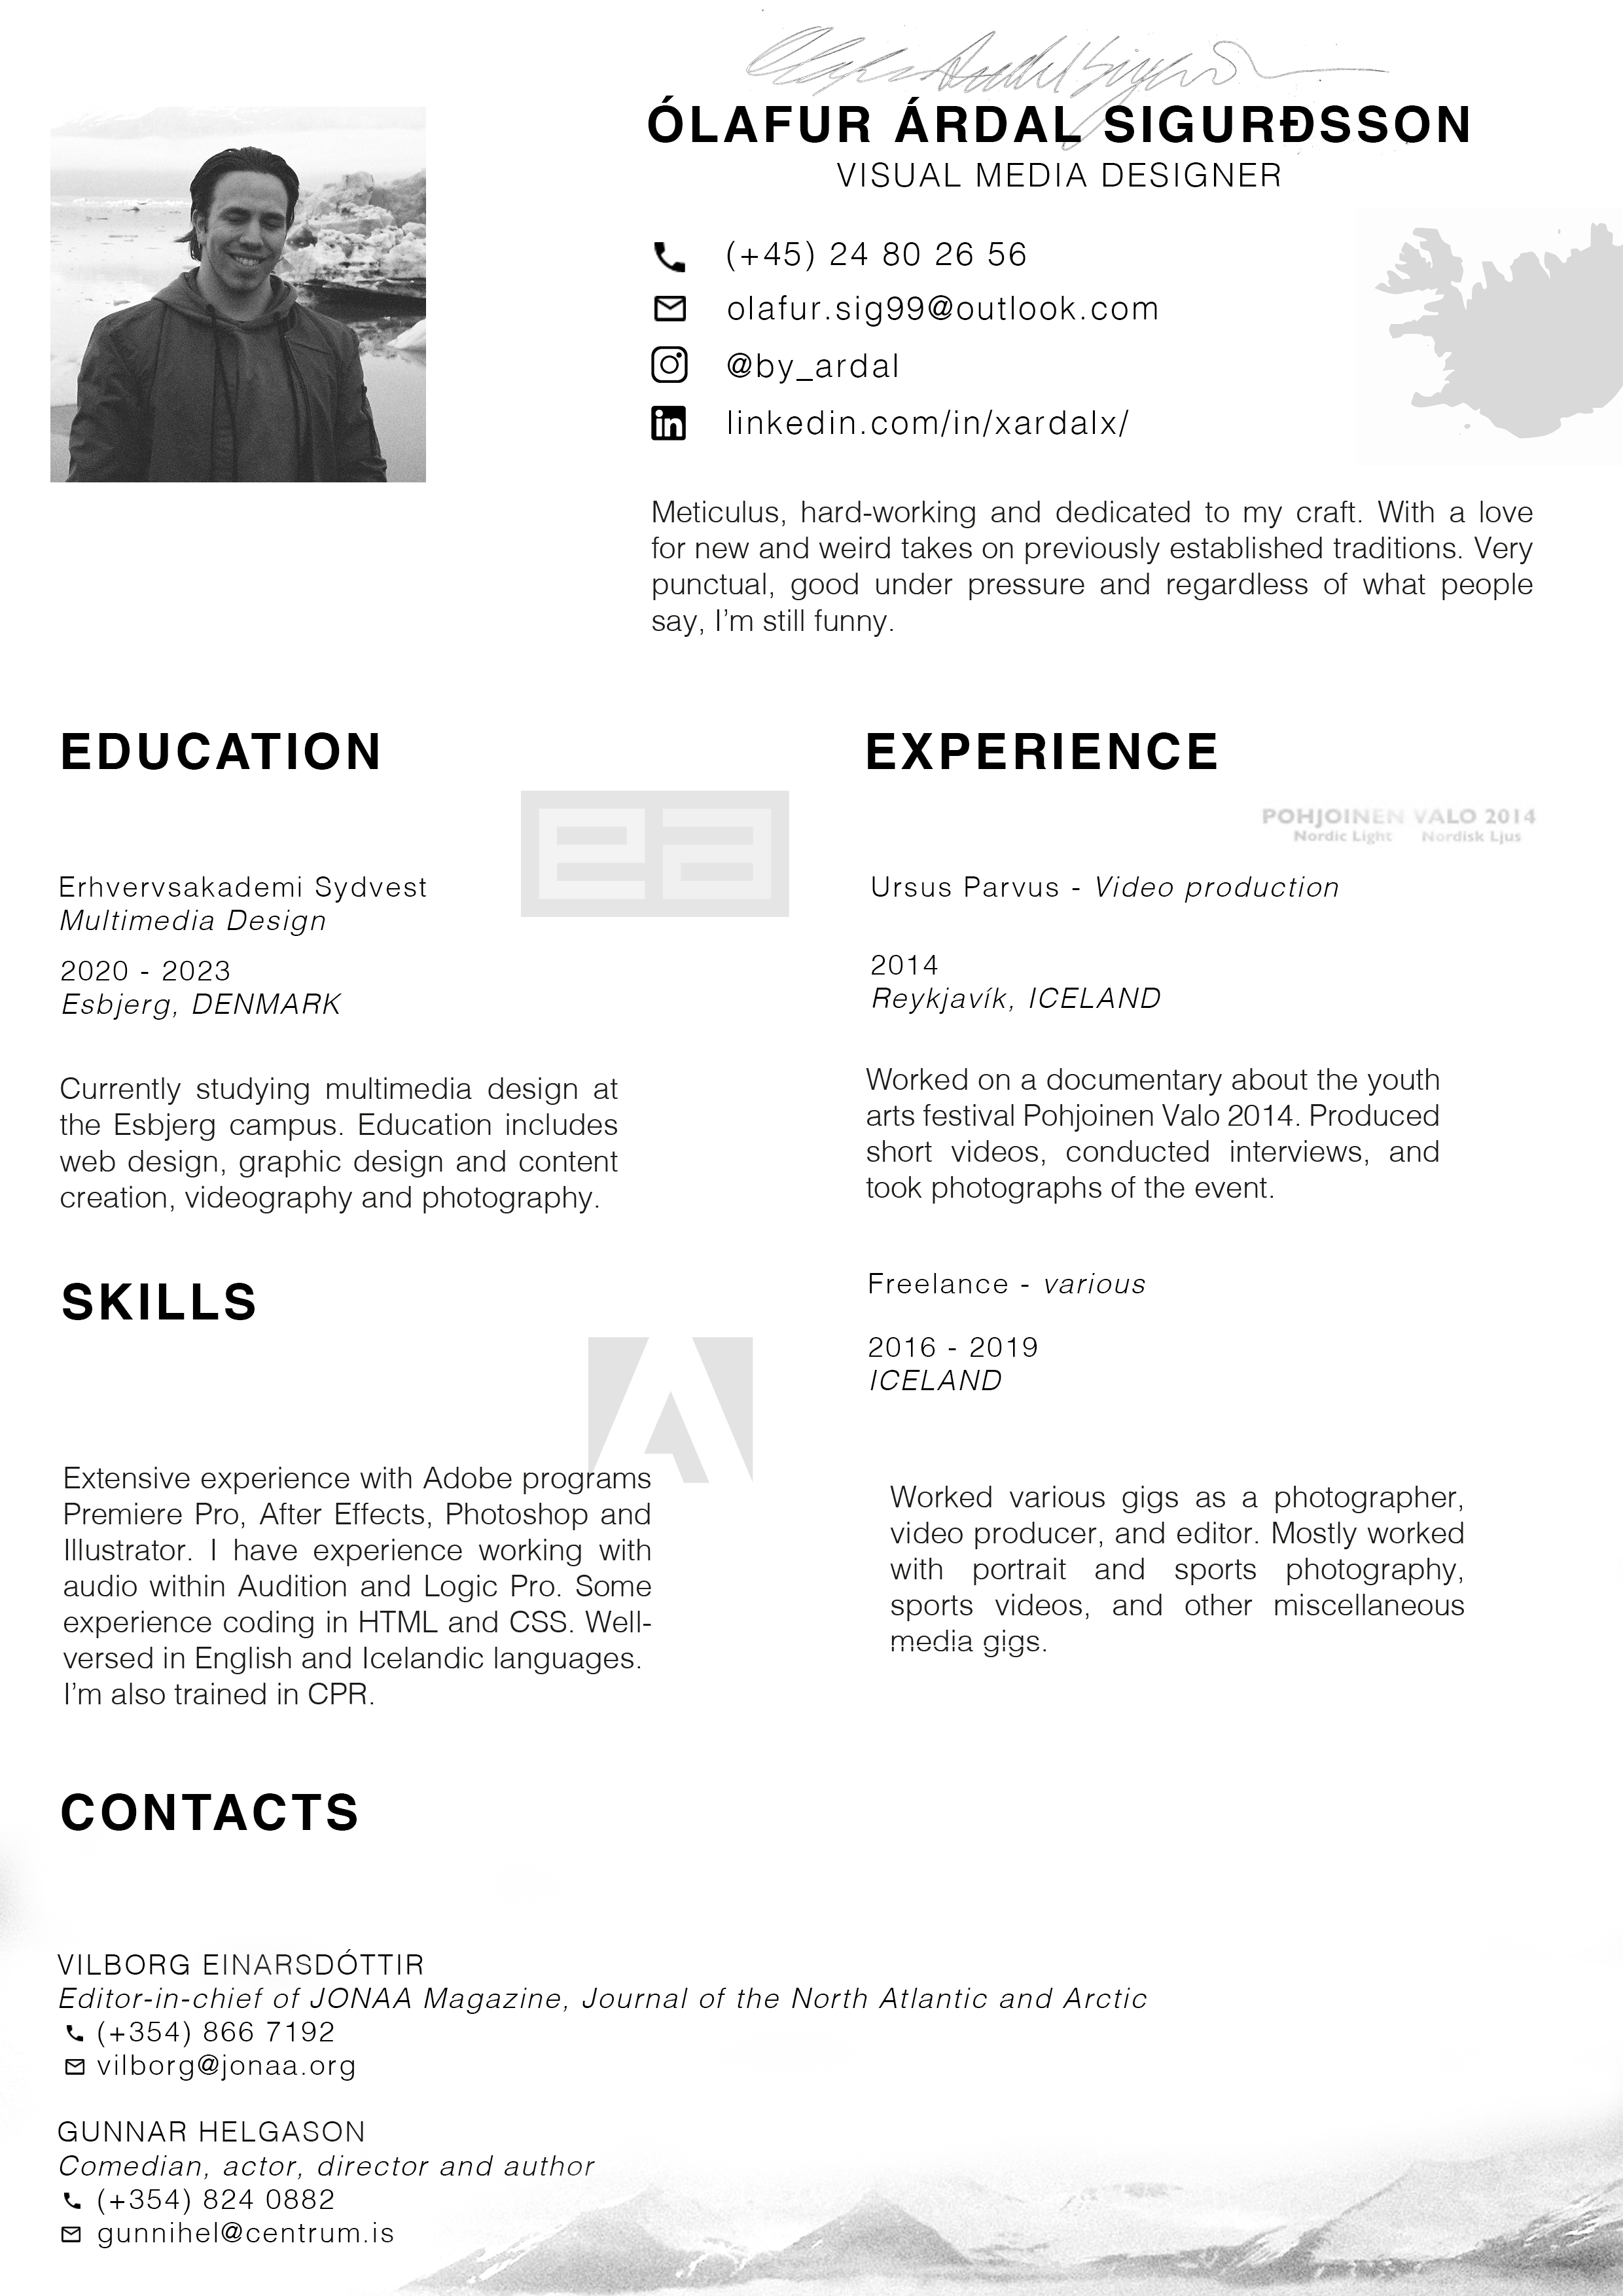 ÓLAFUR ÁRDAL SIGURÐSSON
VISUAL MEDIA DESIGNER
(+45) 24 80 26 56
olafur.sig99@outlook.com
@by_ardal
in
linkedin.com/in/xardalx/
Meticulus, hard-working and dedicated to my craft. With a love
for new and weird takes on previously established traditions. Very
punctual, good under pressure and regardless of what people
say, I'm still funny.
EDUCATION
ea
Erhvervsakademi Sydvest
Multimedia Design
2020 - 2023
Esbjerg, DENMARK
Currently studying multimedia design at
the Esbjerg campus. Education includes
web design, graphic design and content
creation, videography and photography.
SKILLS
Extensive experience with Adobe programs
Premiere Pro, After Effects, Photoshop and
Illustrator. I have experience working with
audio within Audition and Logic Pro. Some
experience coding in HTML and CSS. Well-
versed in English and Icelandic languages.
I'm also trained in CPR.
EXPERIENCE
POHJOINEN VALO 2014
Nordic Light Nordisk Ljus
Ursus Parvus - Video production
2014
Reykjavík, ICELAND
Worked on a documentary about the youth
arts festival Pohjoinen Valo 2014. Produced
short videos, conducted interviews, and
took photographs of the event.
Freelance - various
2016 - 2019
ICELAND
Worked various gigs as a photographer,
video producer, and editor. Mostly worked
with portrait and sports photography,
sports videos, and other miscellaneous
media gigs.
CONTACTS
VILBORG EINARSDÓTTIR
Editor-in-chief of JONAA Magazine, Journal of the North Atlantic and Arctic
(+354) 866 7192
vilborg@jonaa.org
GUNNAR HELGASON
Comedian, actor, director and author
(+354) 824 0882
gunnihel@centrum.is